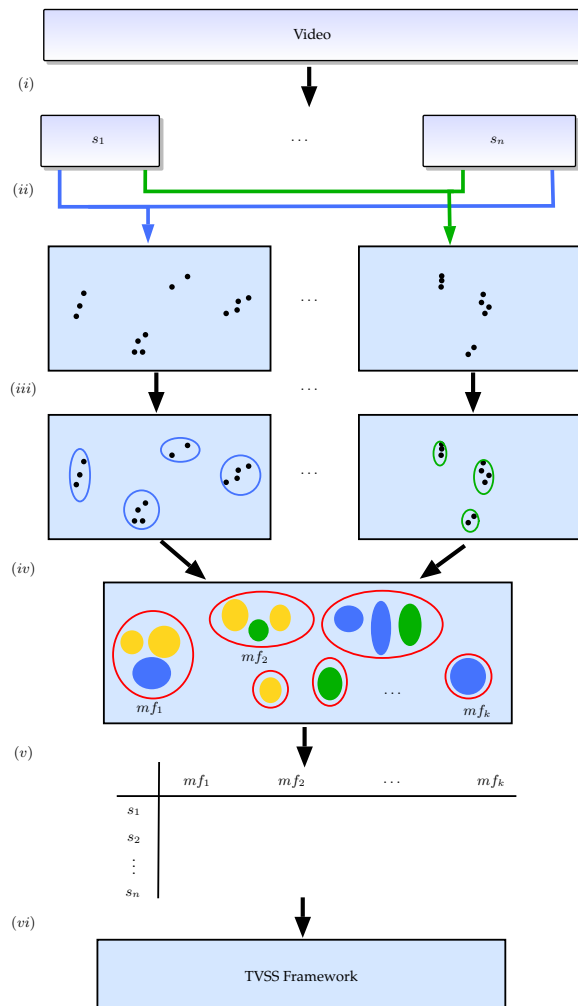 Video
(i)
s₁ ... sₙ
(ii)
...
(iii) ...
...
(iv)
mf₂
mf₁ ... mfₖ
(v)
mf₁ mf₂ ... mfₖ
s₁
s₂
⋮
sₙ
(vi)
TVSS Framework